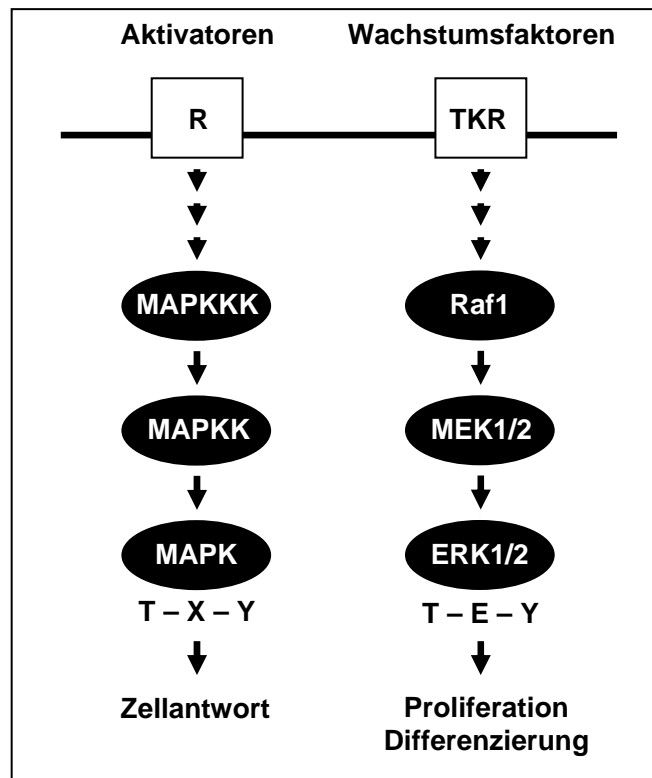 Aktivatoren Wachstumsfaktoren
R TKR
MAPKKK Raf1
MAPKK MEK1/2
MAPK ERK1/2
T – X – Y T – E – Y
Zellantwort Proliferation
Differenzierung